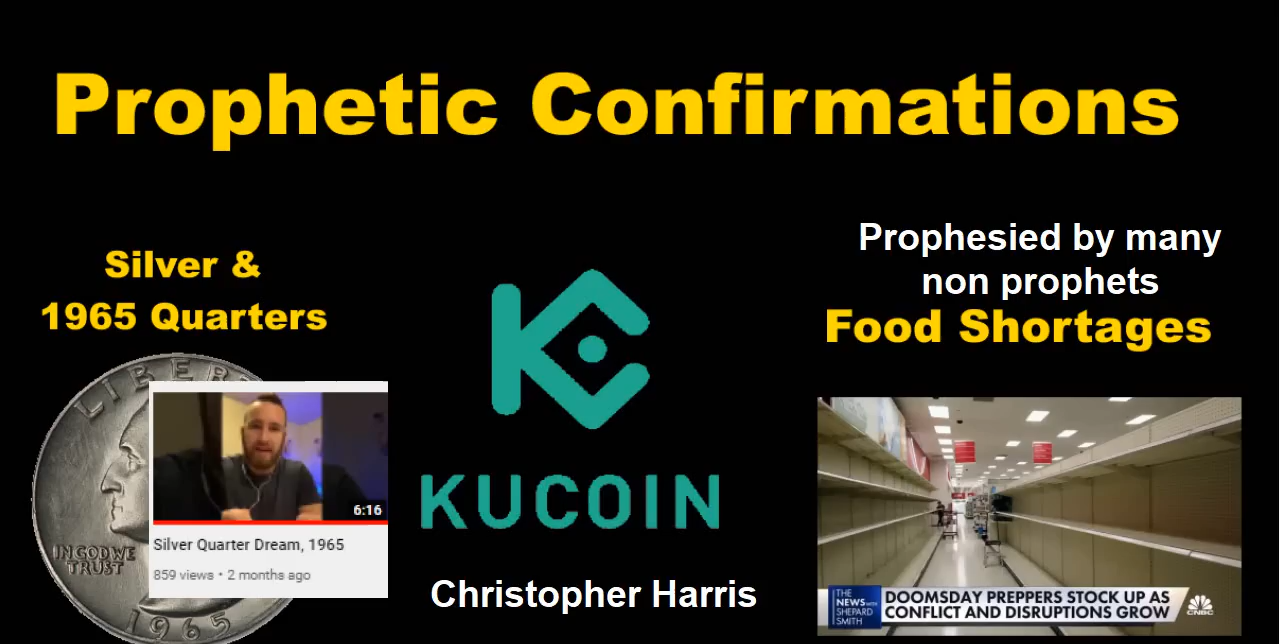 Prophetic Confirmations
Silver &
1965 Quarters
LIBER
IN GOD WE
TRUST
1965
6:16
Silver Quarter Dream, 1965
859 views • 2 months ago
KUCOIN
Christopher Harris
Prophesied by many
non prophets
Food Shortages
THE
NEWS WITH
SHEPARD
SMITH
DOOMSDAY PREPPERS STOCK UP AS
CONFLICT AND DISRUPTIONS GROW
CNBC